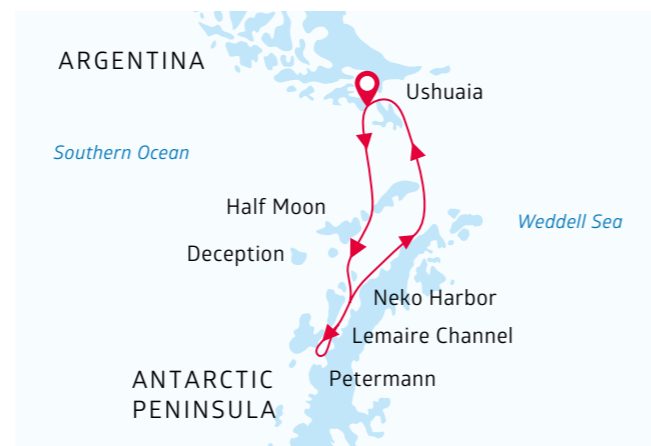 ARGENTINA
Ushuaia
Southern Ocean
Half Moon
Weddell Sea
Deception
Neko Harbor
Lemaire Channel
Petermann
ANTARCTIC
PENINSULA